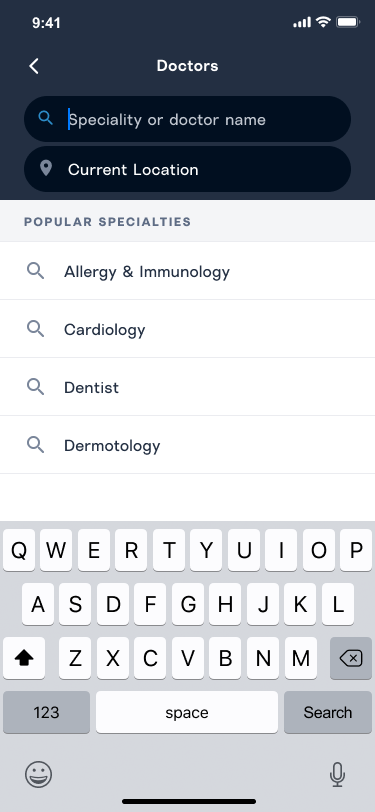 9:41
Doctors
Speciality or doctor name
Current Location
POPULAR SPECIALTIES
Allergy & Immunology
Cardiology
Dentist
Dermotology
Q W E R T Y U I O P
A S D F G H J K L
Z X C V B N M
123 space Search